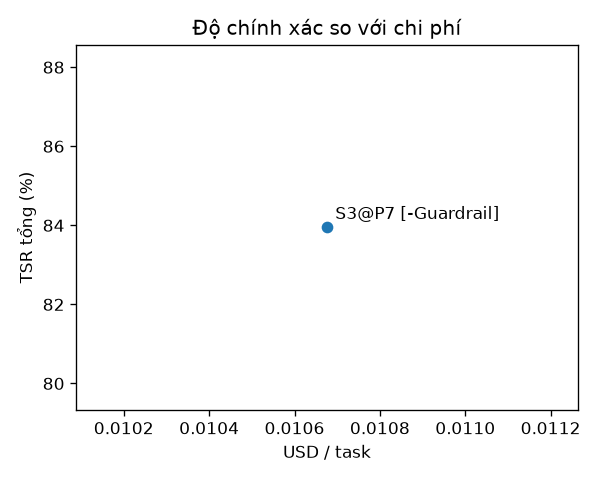 Độ chính xác so với chi phí
TSR tổng (%)
88
86
84
82
80
S3@P7 [-Guardrail]
0.0102 0.0104 0.0106 0.0108 0.0110 0.0112
USD / task